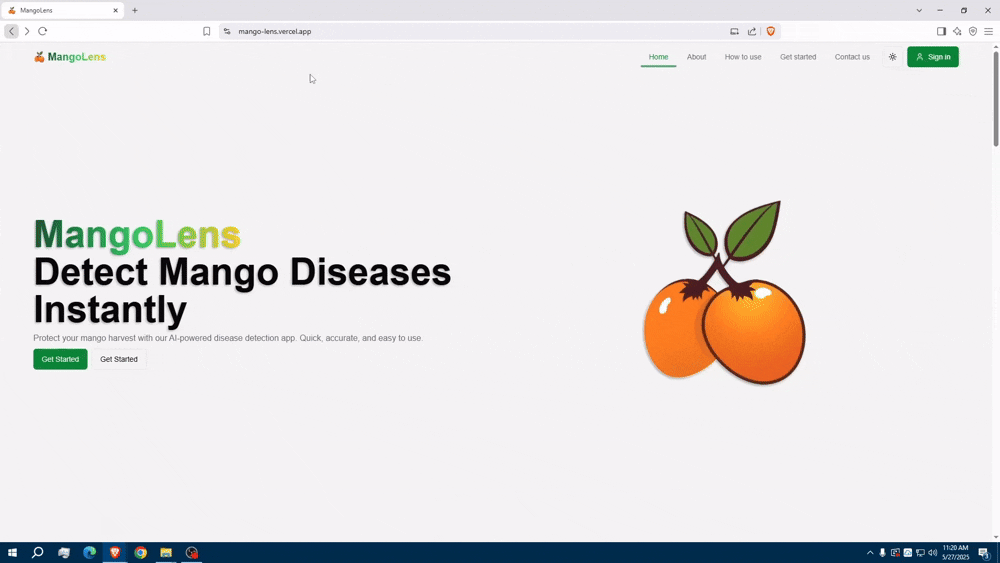 MangoLens
mango-lens.vercel.app
MangoLens
Home
About
How to use
Get started
Contact us
Sign in
MangoLens
Detect Mango Diseases
Instantly
Protect your mango harvest with our AI-powered disease detection app. Quick, accurate, and easy to use.
Get Started
Get Started
11:20 AM
5/27/2025